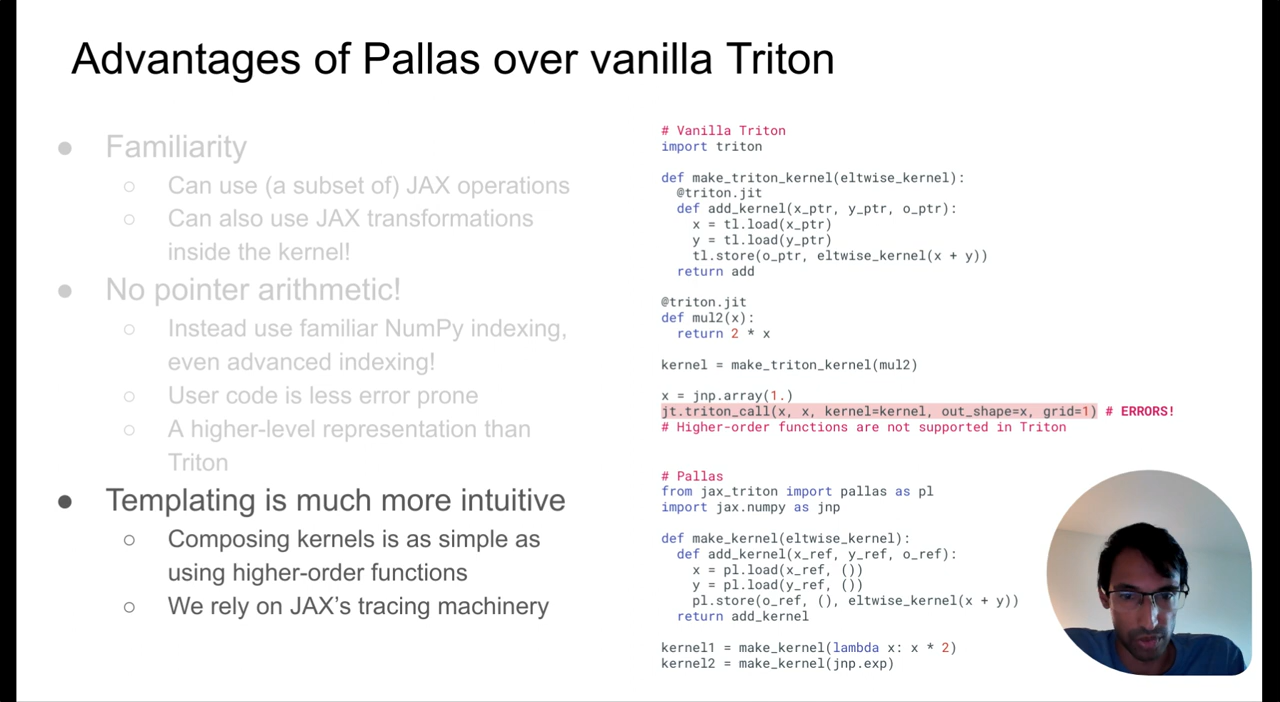 Advantages of Pallas over vanilla Triton
● Familiarity
○ Can use (a subset of) JAX operations
○ Can also use JAX transformations
inside the kernel!
● No pointer arithmetic!
○ Instead use familiar NumPy indexing,
even advanced indexing!
○ User code is less error prone
○ A higher-level representation than
Triton
● Templating is much more intuitive
○ Composing kernels is as simple as
using higher-order functions
○ We rely on JAX’s tracing machinery
# Vanilla Triton
import triton
def make_triton_kernel(eltwise_kernel):
  @triton.jit
  def add_kernel(x_ptr, y_ptr, o_ptr):
    x = tl.load(x_ptr)
    y = tl.load(y_ptr)
    tl.store(o_ptr, eltwise_kernel(x + y))
  return add
@triton.jit
def mul2(x):
  return 2 * x
kernel = make_triton_kernel(mul2)
x = jnp.array(1.)
jt.triton_call(x, x, kernel=kernel, out_shape=x, grid=1) # ERRORS!
# Higher-order functions are not supported in Triton
# Pallas
from jax_triton import pallas as pl
import jax.numpy as jnp
def make_kernel(eltwise_kernel):
  def add_kernel(x_ref, y_ref, o_ref):
    x = pl.load(x_ref, ())
    y = pl.load(y_ref, ())
    pl.store(o_ref, (), eltwise_kernel(x + y))
  return add_kernel
kernel1 = make_kernel(lambda x: x * 2)
kernel2 = make_kernel(jnp.exp)